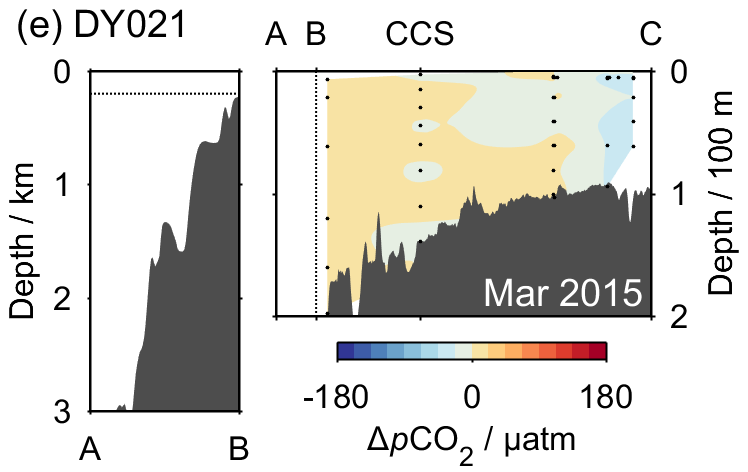 (e) DY021
A B CCS C
0
1
2
3
Depth / km
A B
0
1
2
Depth / 100 m
Mar 2015
-180 0 180
ΔpCO₂ / µatm